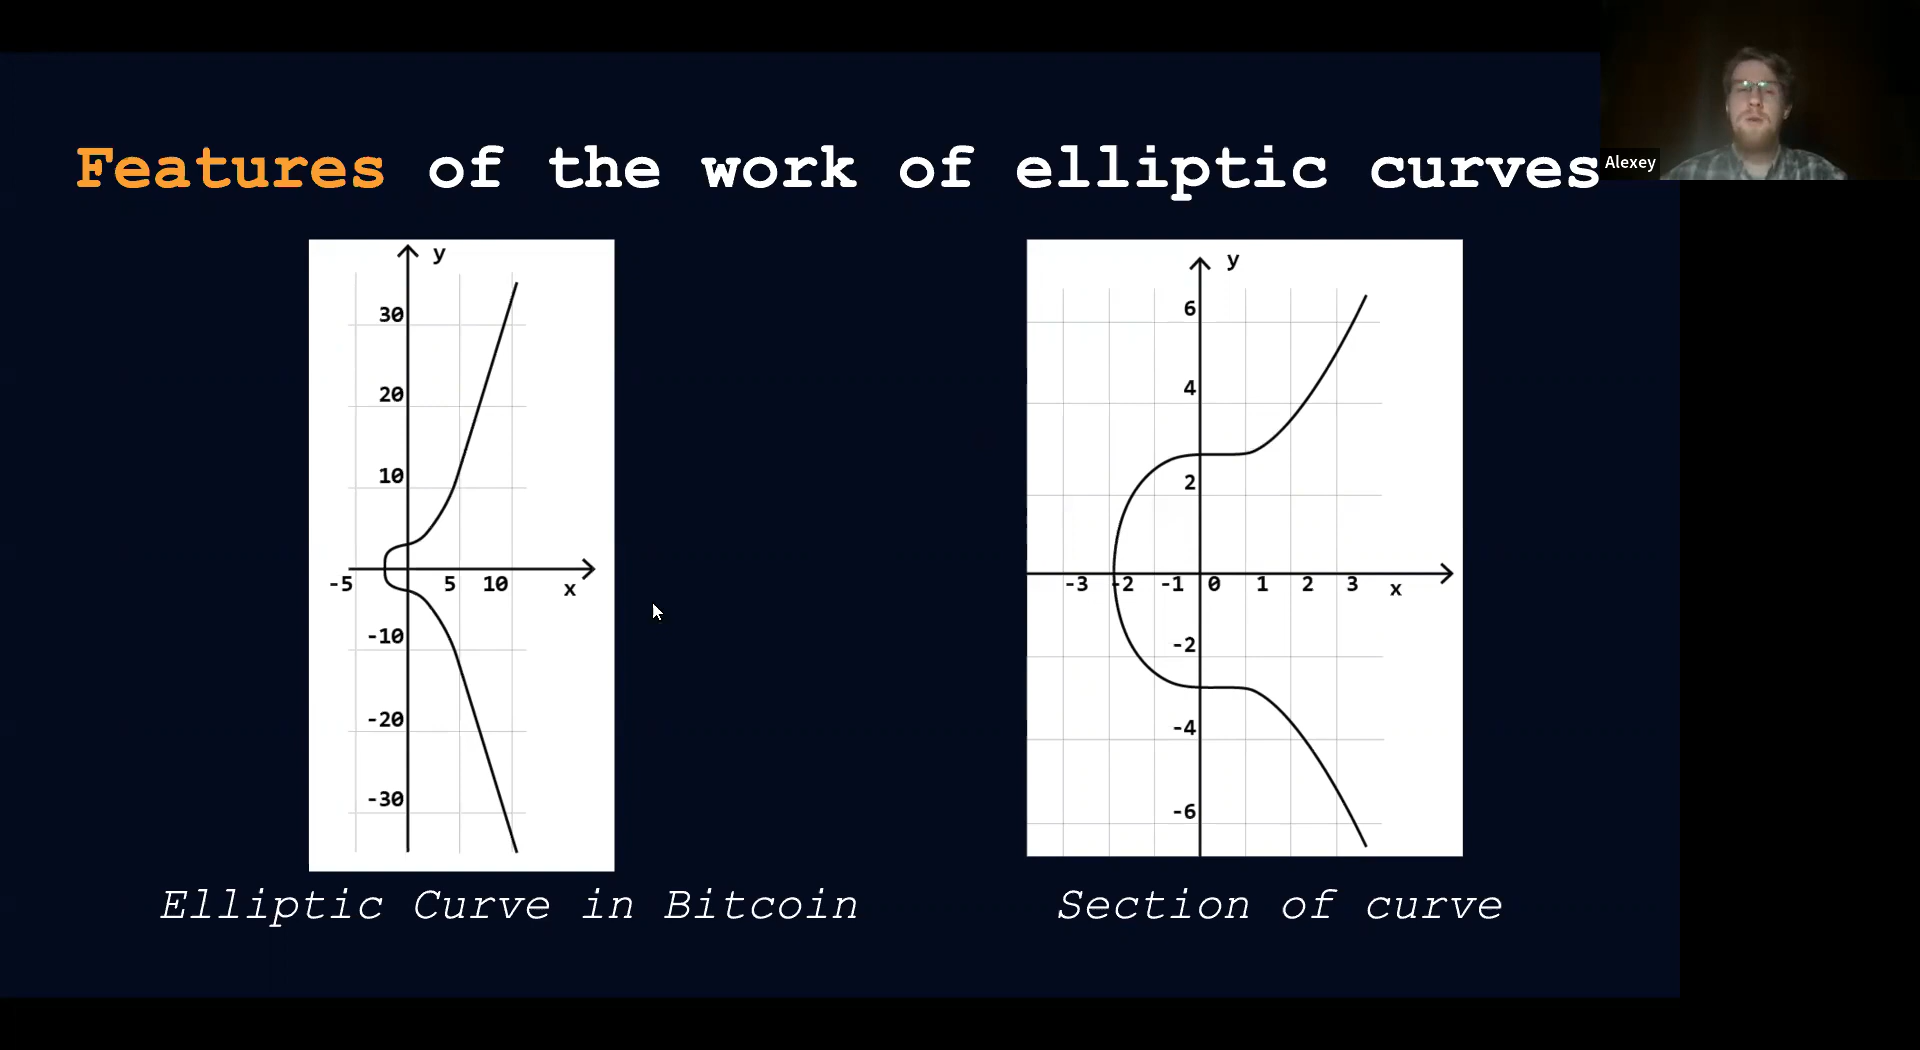 Features of the work of elliptic curves
Alexey
y
30
20
10
-5 5 10 x
-10
-20
-30
y
6
4
2
-3 -2 -1 0 1 2 3 x
-2
-4
-6
Elliptic Curve in Bitcoin
Section of curve